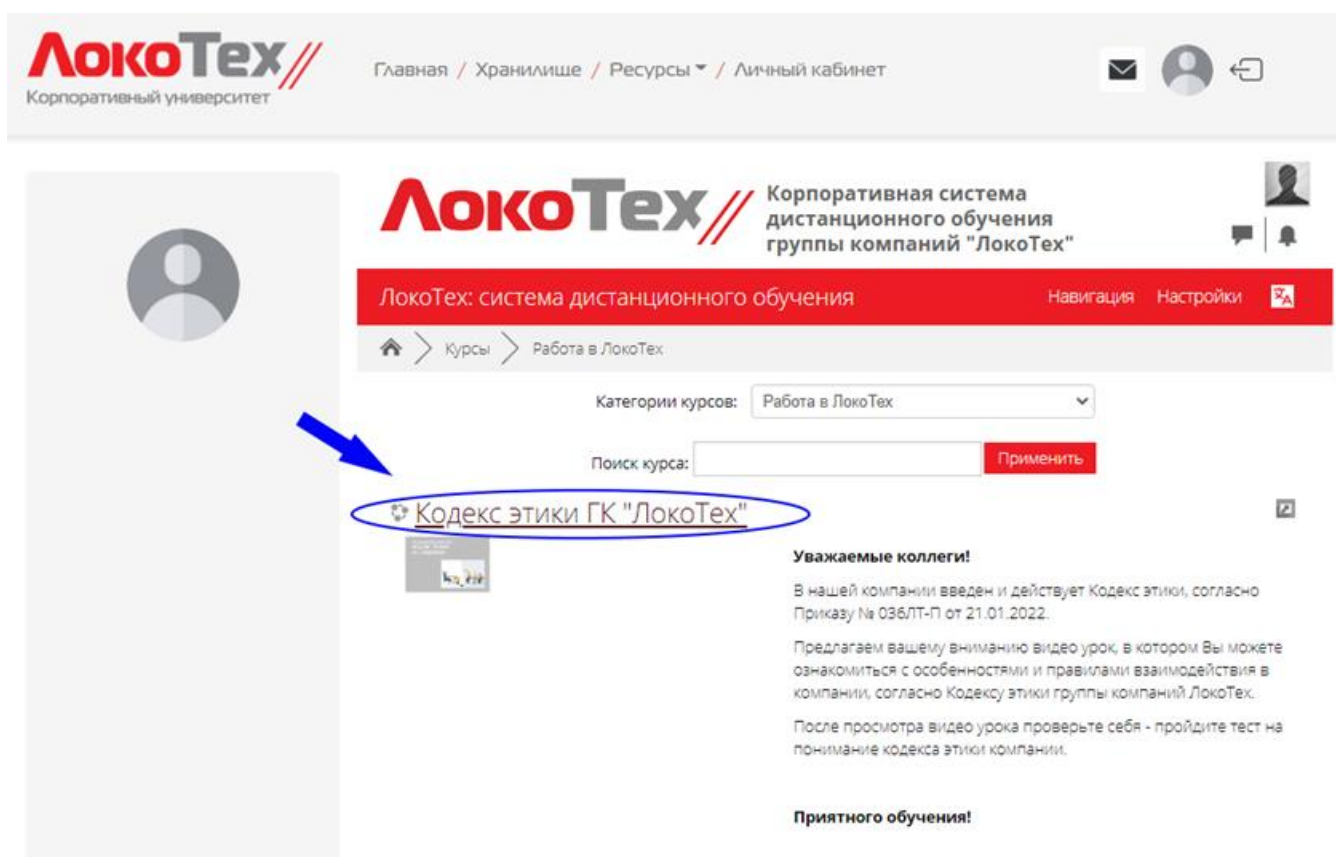 ЛокоТех
Корпоративный университет
Главная / Хранилище / Ресурсы / Личный кабинет
ЛокоТех
Корпоративная система
дистанционного обучения
группы компаний "ЛокоТех"
ЛокоТех: система дистанционного обучения
Навигация Настройки
Курсы
Работа в ЛокоТех
Категории курсов: Работа в ЛокоТех
Поиск курса:
Применить
Кодекс этики ГК "ЛокоТех"
Уважаемые коллеги!
В нашей компании введен и действует Кодекс этики, согласно
Приказу № 036ЛТ-П от 21.01.2022.
Предлагаем вашему вниманию видео урок, в котором Вы можете
ознакомиться с особенностями и правилами взаимодействия в
компании, согласно Кодексу этики группы компаний ЛокоТех.
После просмотра видео урока проверьте себя - пройдите тест на
понимание кодекса этики компании.
Приятного обучения!